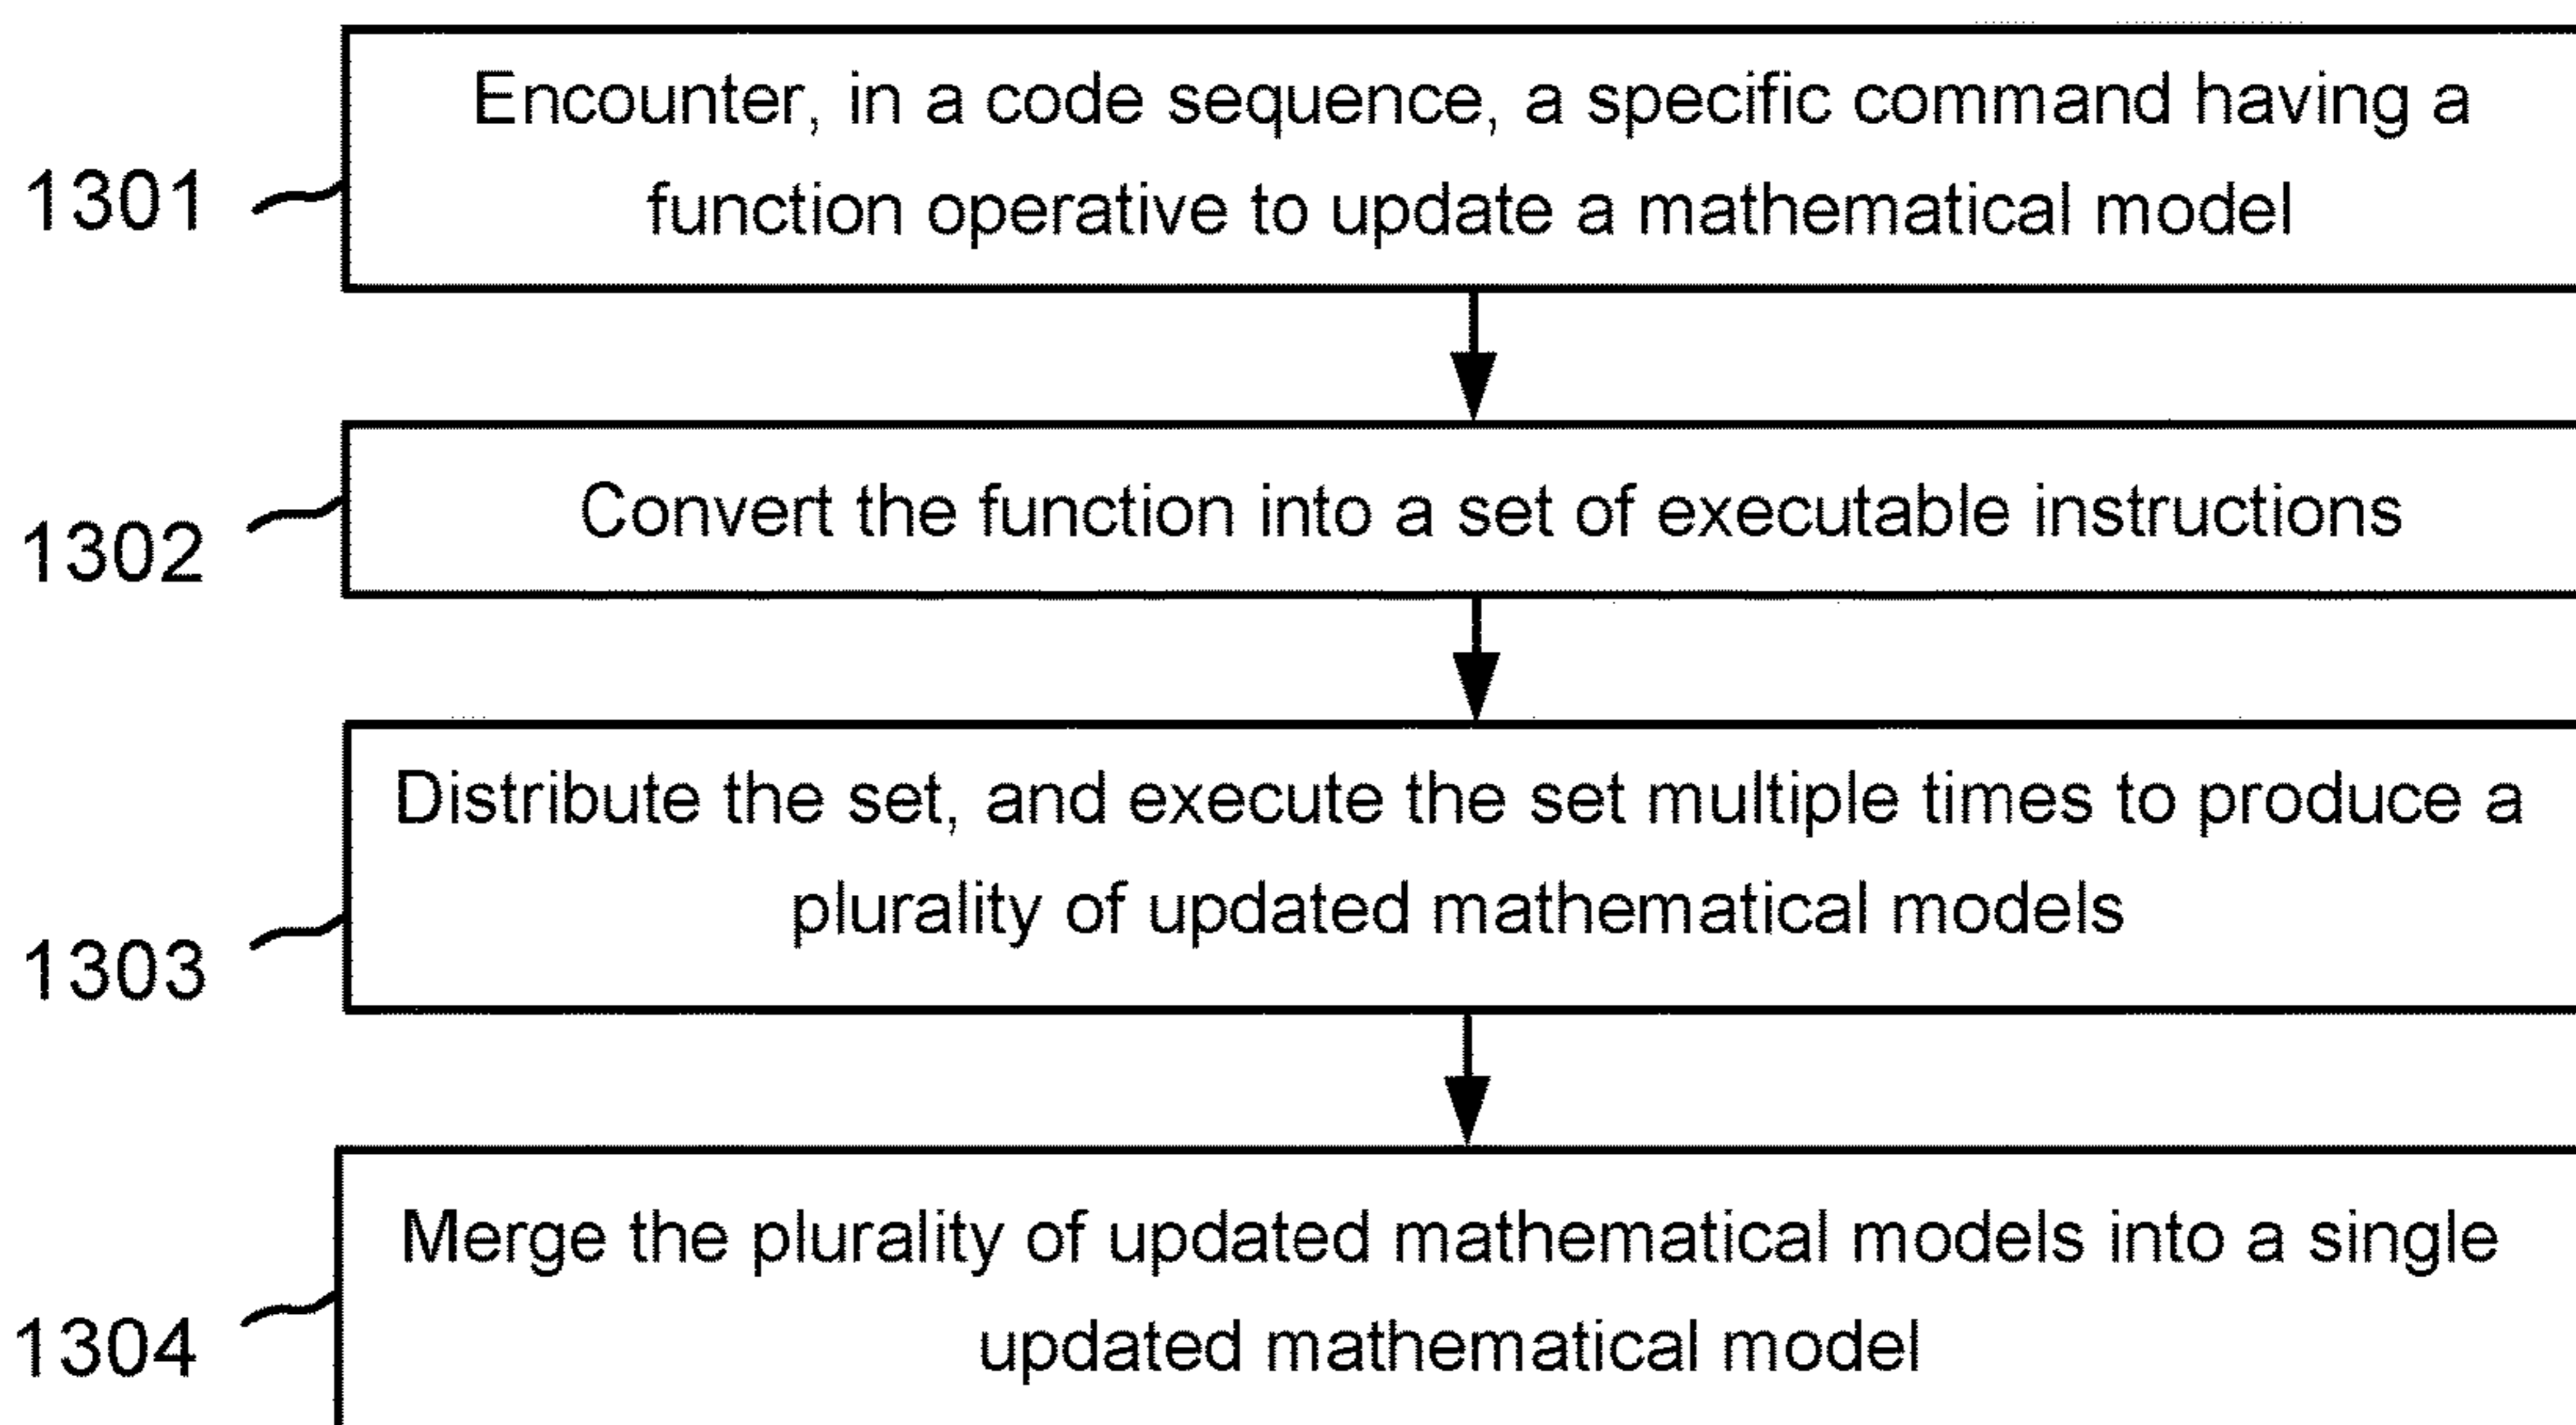 Encounter, in a code sequence, a specific command having a
function operative to update a mathematical model
1301
Convert the function into a set of executable instructions
1302
Distribute the set, and execute the set multiple times to produce a
plurality of updated mathematical models
1303
Merge the plurality of updated mathematical models into a single
updated mathematical model
1304